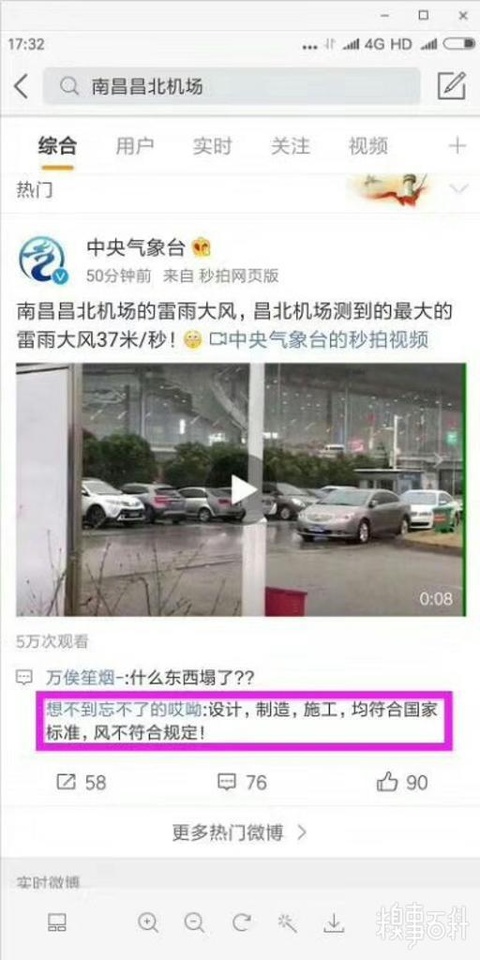 17:32
4G HD
南昌昌北机场
综合 用户 实时 关注 视频
热门
中央气象台
50分钟前 来自 秒拍网页版
南昌昌北机场的雷雨大风，昌北机场测到的最大的
雷雨大风37米/秒！中央气象台的秒拍视频
0:08
5万次观看
万俟笙烟-:什么东西塌了??
想不到忘不了的哎呦:设计，制造，施工，均符合国家
标准，风不符合规定！
58 76 90
更多热门微博
实时微博
糗事百科